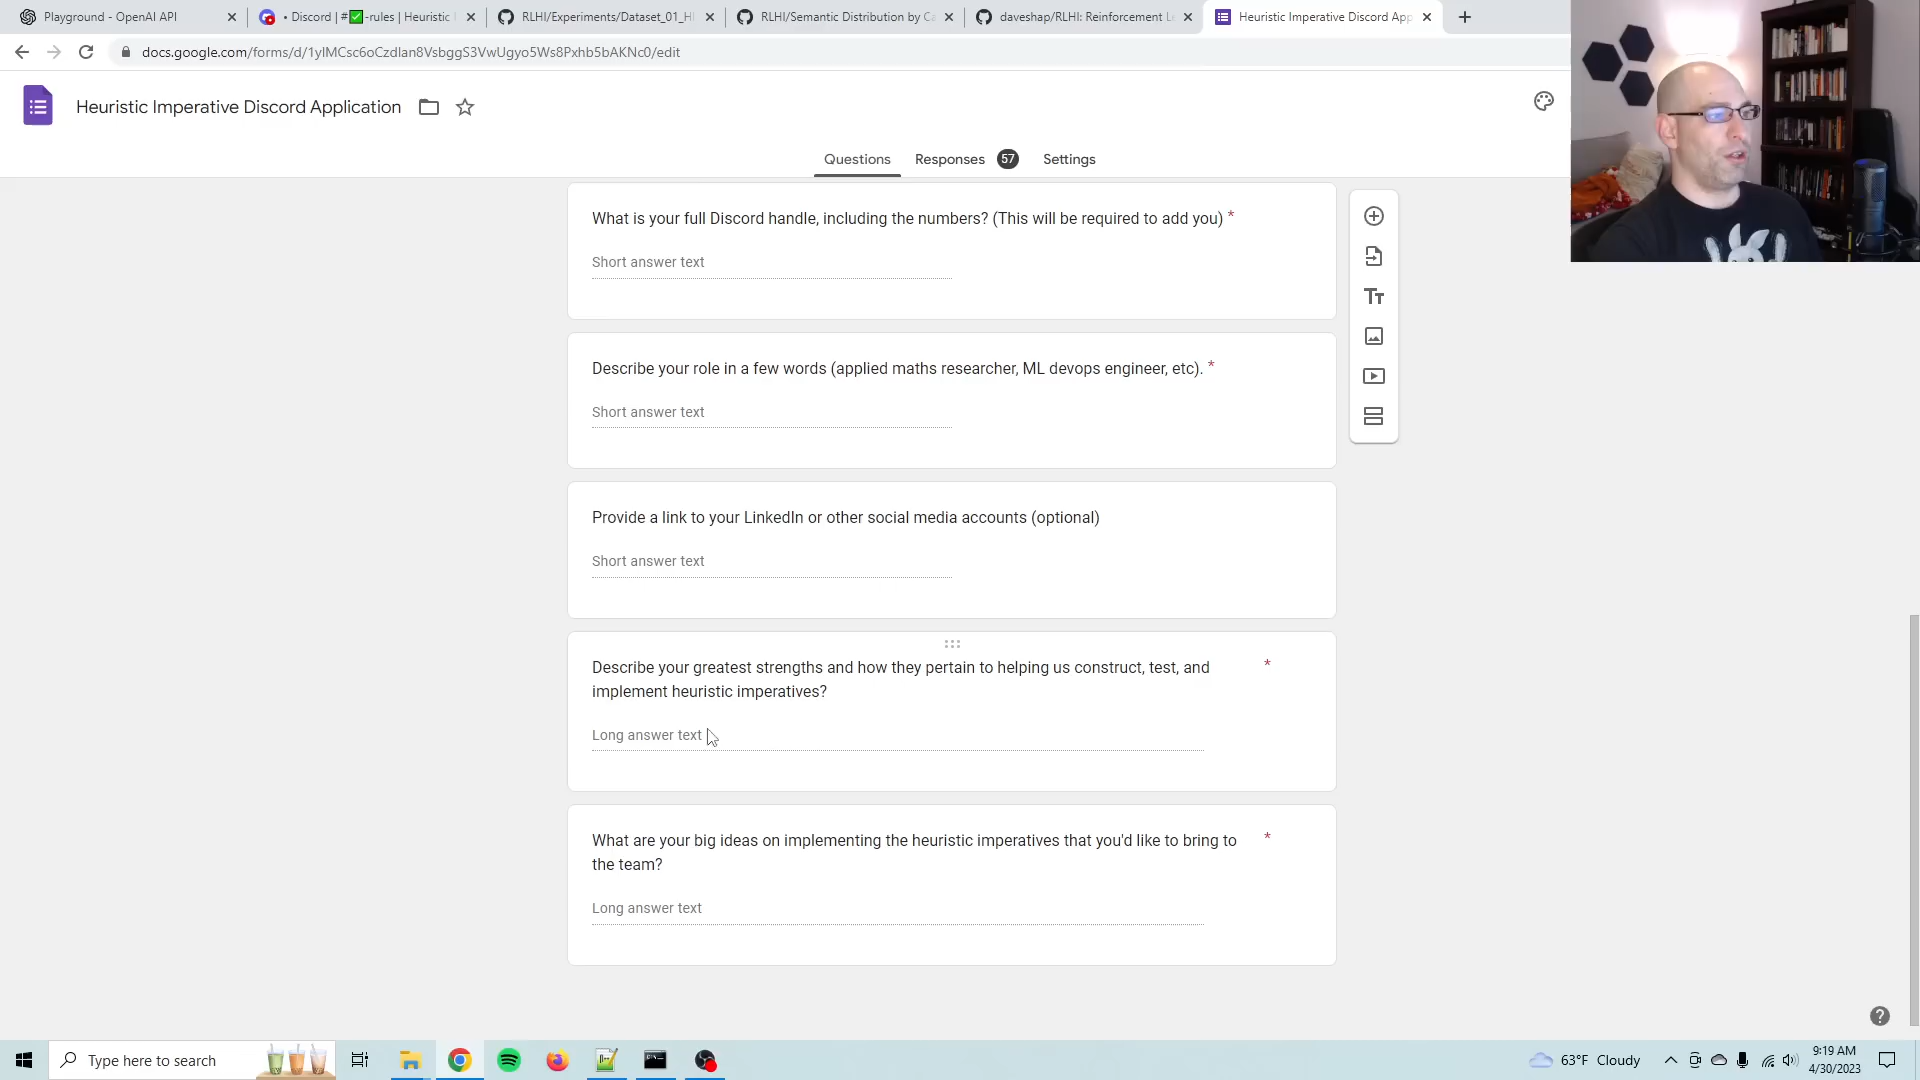 Playground - OpenAI API
• Discord | #✅-rules | Heuristic
RLHI/Experiments/Dataset_01_H
RLHI/Semantic Distribution by Ca
daveshap/RLHI: Reinforcement L
Heuristic Imperative Discord App
docs.google.com/forms/d/1yIMCsc6oCzdIan8VsbggS3VwUgyo5Ws8Pxhb5bAKNc0/edit
Heuristic Imperative Discord Application
Questions
Responses 57
Settings
What is your full Discord handle, including the numbers? (This will be required to add you) *
Short answer text
Tт
Describe your role in a few words (applied maths researcher, ML devops engineer, etc). *
Short answer text
Provide a link to your LinkedIn or other social media accounts (optional)
Short answer text
Describe your greatest strengths and how they pertain to helping us construct, test, and *
implement heuristic imperatives?
Long answer text
What are your big ideas on implementing the heuristic imperatives that you'd like to bring to *
the team?
Long answer text
?
Type here to search
63°F Cloudy
9:19 AM
4/30/2023